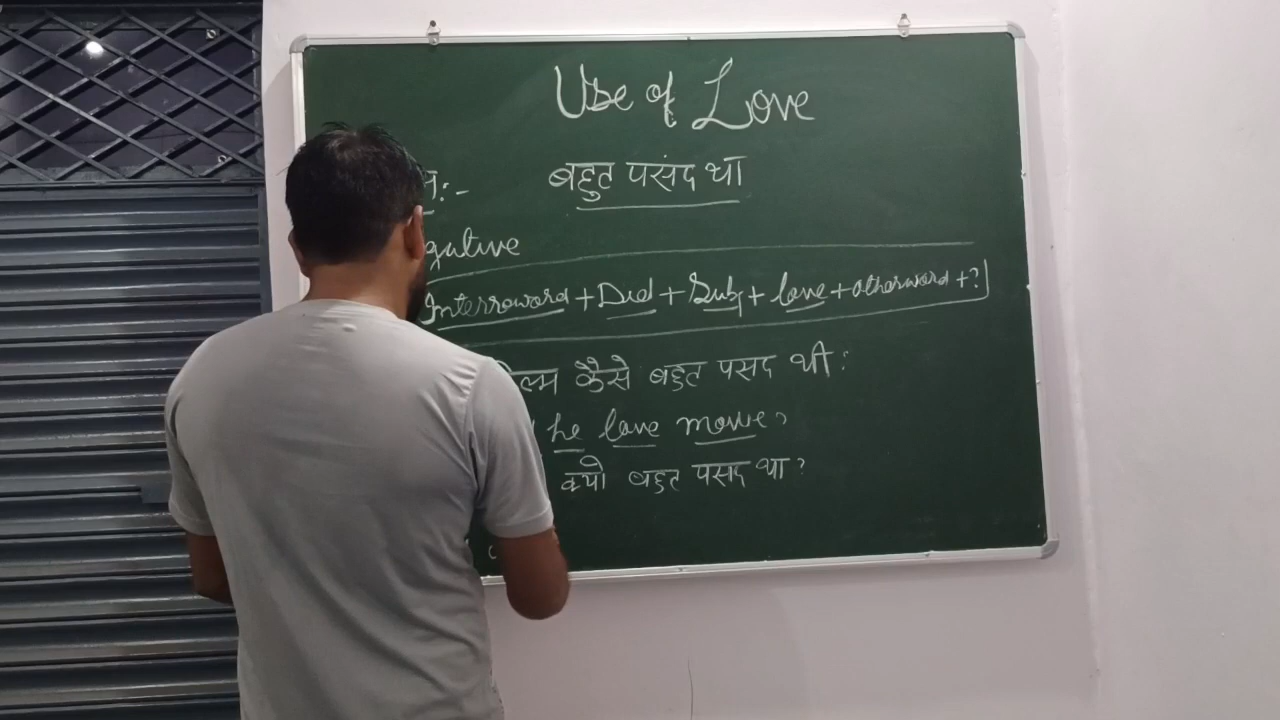 Use of Love
:- बहुत पसंद था
gative
Interroword + Did + Sub + love + otherword + ?
ल्म कैसे बहुत पसद थी :
he love movie ?
क्यो बहुत पसद था ?